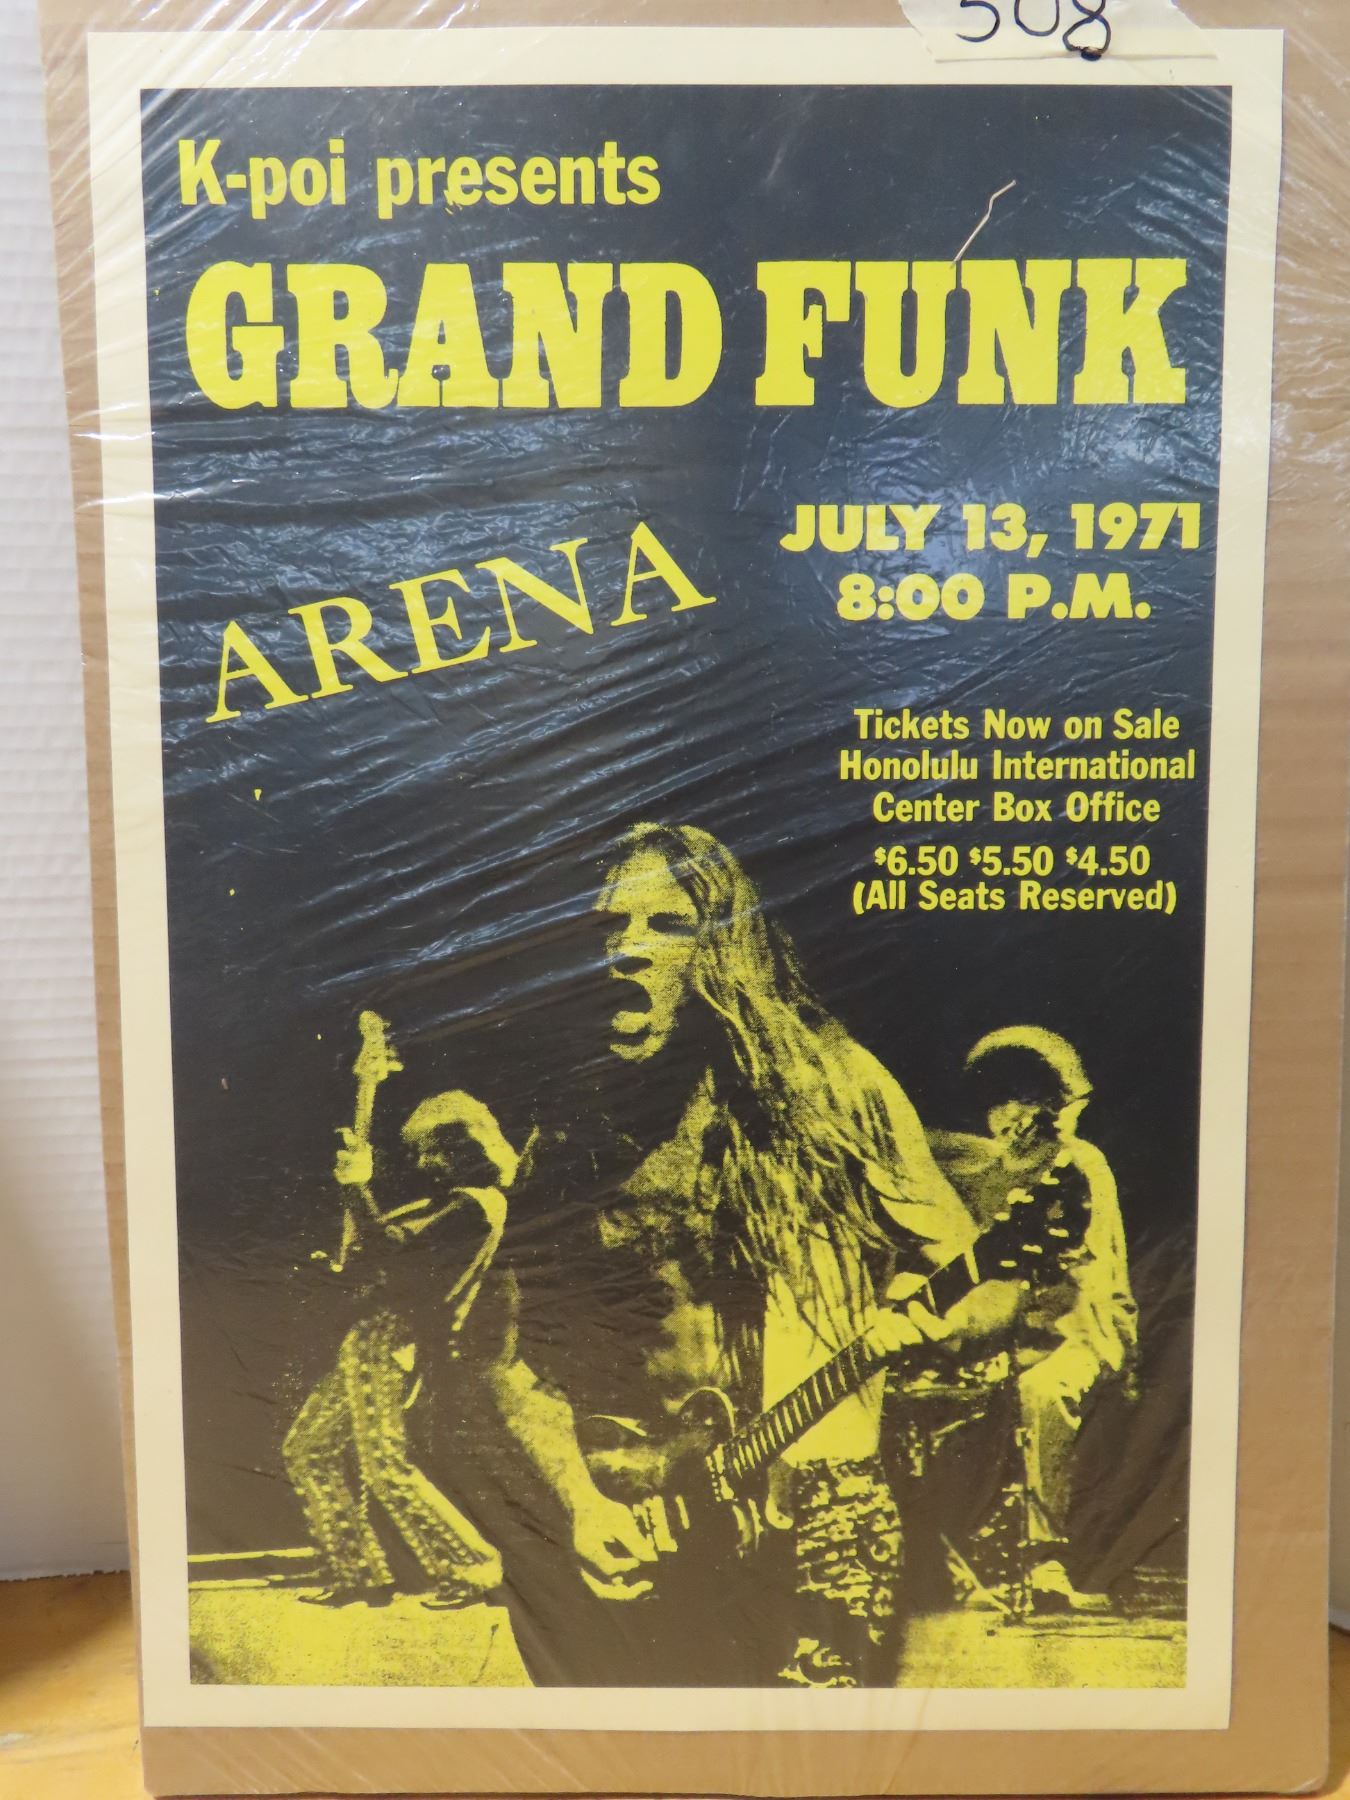 508
K-poi presents
GRAND FUNK
JULY 13, 1971
8:00 P.M.
ARENA
Tickets Now on Sale
Honolulu International
Center Box Office
$6.50 $5.50 $4.50
(All Seats Reserved)